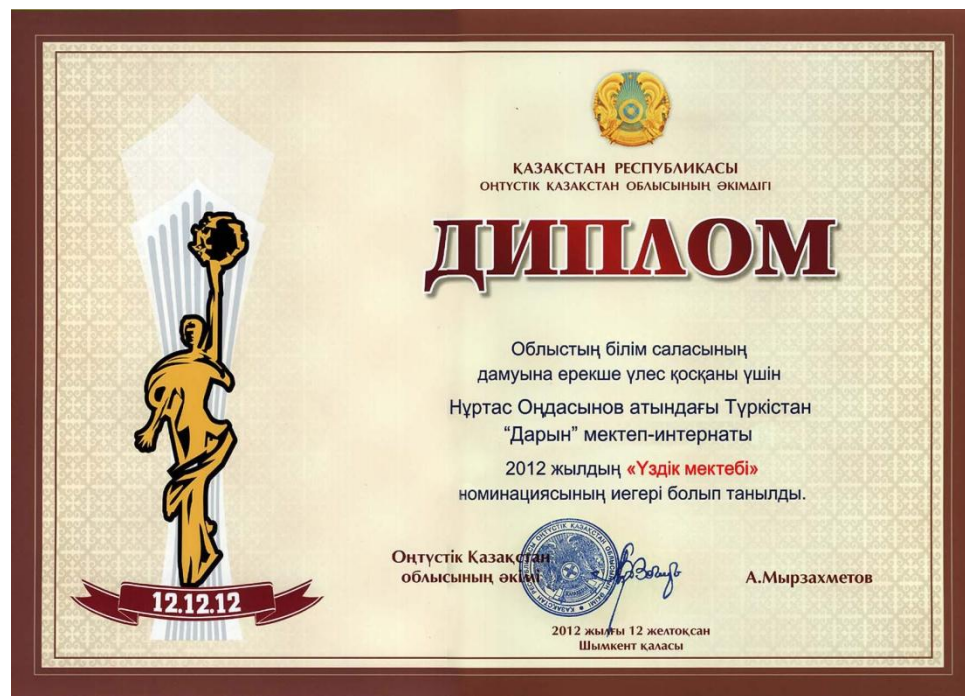 ҚАЗАҚСТАН РЕСПУБЛИКАСЫ
ОҢТҮСТІК ҚАЗАҚСТАН ОБЛЫСЫНЫҢ ӘКІМДІГІ
ДИПЛОМ
Облыстың білім саласының
дамуына ерекше үлес қосқаны үшін
Нұртас Оңдасынов атындағы Түркістан
“Дарын” мектеп-интернаты
2012 жылдың «Үздік мектебі»
номинациясының иегері болып танылды.
Оңтүстік Қазақстан
облысының әкімі
А.Мырзахметов
12.12.12
2012 жылғы 12 желтоқсан
Шымкент қаласы